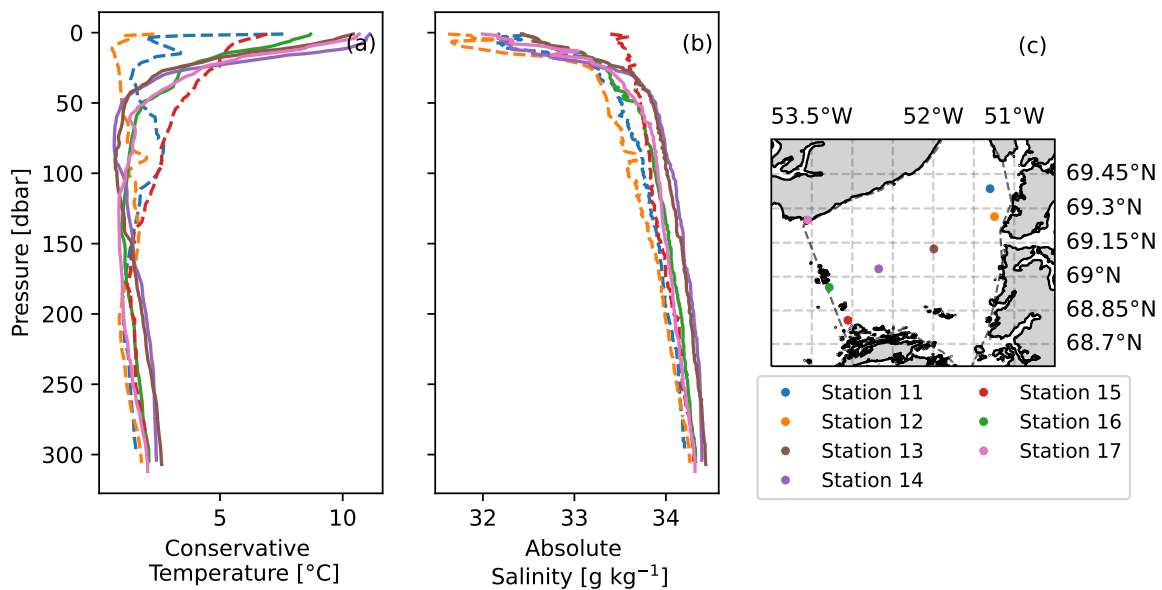 0
50
100
150
200
250
300
Pressure [dbar]
5
10
Conservative
Temperature [°C]
(a)
32
33
34
Absolute
Salinity [g kg⁻¹]
(b)
(c)
53.5°W
52°W
51°W
69.45°N
69.3°N
69.15°N
69°N
68.85°N
68.7°N
Station 11
Station 12
Station 13
Station 14
Station 15
Station 16
Station 17